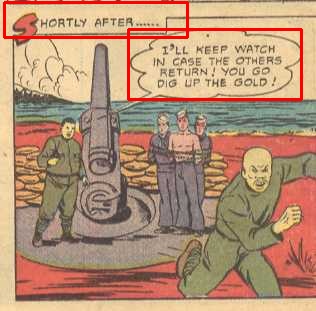 SHORTLY AFTER......
I'LL KEEP WATCH
IN CASE THE OTHERS
RETURN! YOU GO
DIG UP THE GOLD!